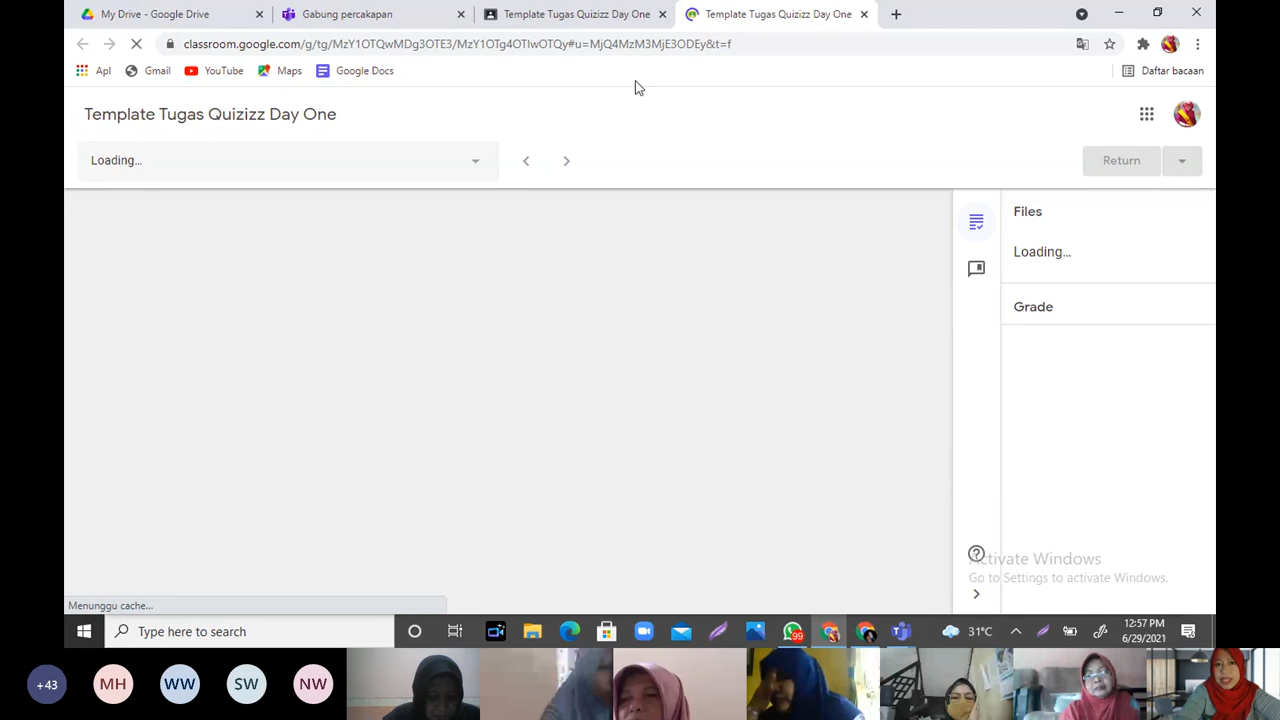 My Drive - Google Drive
Gabung percakapan
Template Tugas Quizizz Day One
Template Tugas Quizizz Day One
classroom.google.com/g/tg/MzY1OTQwMDg3OTE3/MzY1OTg4OTIwOTQy#u=MjQ4MzM3MjE3ODEy&t=f
Apl
Gmail
YouTube
Maps
Google Docs
Daftar bacaan
Template Tugas Quizizz Day One
Loading...
Return
Files
Loading...
Grade
Activate Windows
Go to Settings to activate Windows.
Menunggu cache...
Type here to search
99
31°C
12:57 PM
6/29/2021
+43
MH
WW
SW
NW